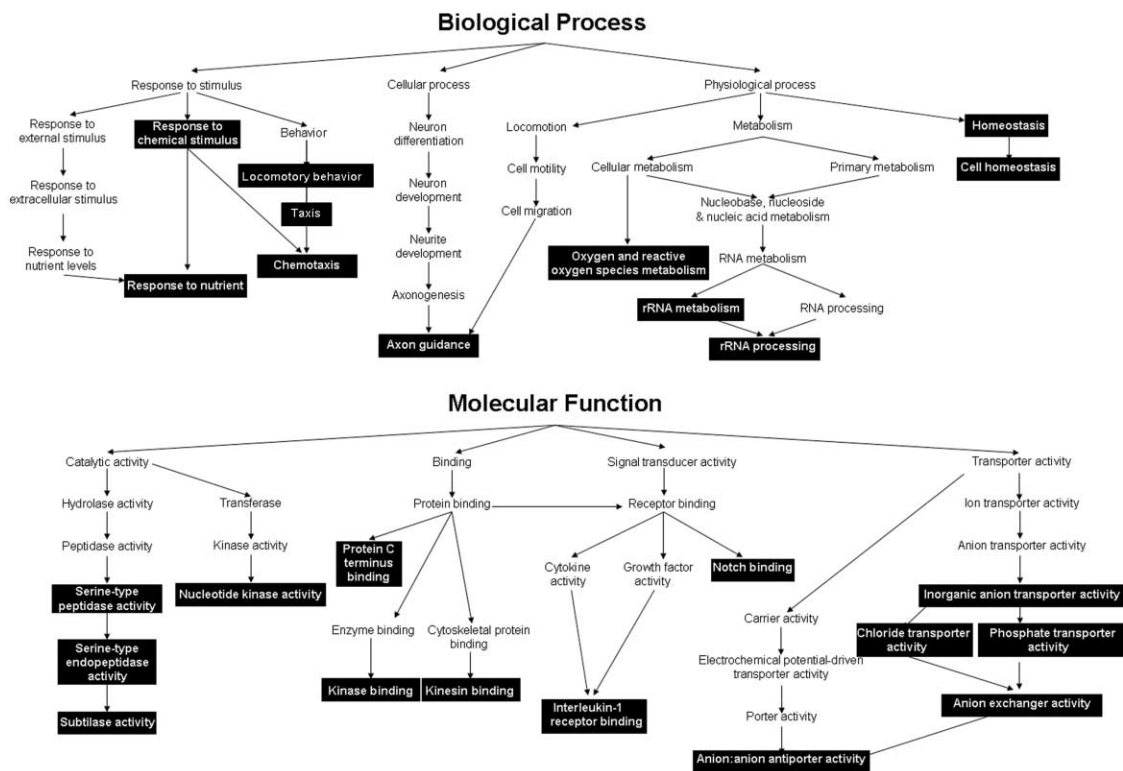 Biological Process
Response to stimulus
Cellular process
Physiological process
Response to
external stimulus
Response to
chemical stimulus
Behavior
Neuron
differentiation
Locomotion
Metabolism
Homeostasis
Locomotory behavior
Cell motility
Cellular metabolism
Primary metabolism
Cell homeostasis
Response to
extracellular stimulus
Taxis
Neuron
development
Cell migration
Nucleobase, nucleoside
& nucleic acid metabolism
Response to
nutrient levels
Chemotaxis
Neurite
development
Oxygen and reactive
oxygen species metabolism
RNA metabolism
Response to nutrient
Axonogenesis
rRNA metabolism
RNA processing
Axon guidance
rRNA processing
Molecular Function
Catalytic activity
Binding
Signal transducer activity
Transporter activity
Hydrolase activity
Transferase
Protein binding
Receptor binding
Ion transporter activity
Peptidase activity
Kinase activity
Protein C
terminus
binding
Cytokine
activity
Growth factor
activity
Notch binding
Anion transporter activity
Serine-type
peptidase activity
Nucleotide kinase activity
Inorganic anion transporter activity
Enzyme binding
Cytoskeletal protein
binding
Carrier activity
Chloride transporter
activity
Phosphate transporter
activity
Serine-type
endopeptidase
activity
Electrochemical potential-driven
transporter activity
Kinase binding
Kinesin binding
Interleukin-1
receptor binding
Anion exchanger activity
Subtilase activity
Porter activity
Anion:anion antiporter activity